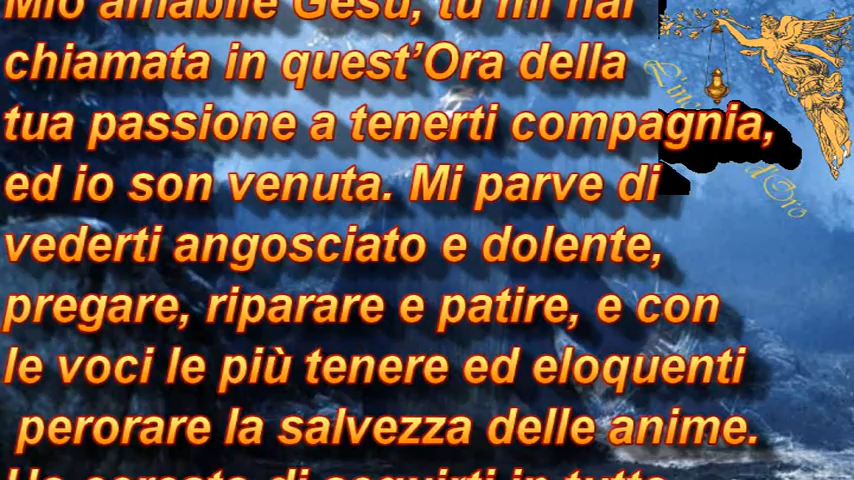 Mio amabile Gesù, tu mi hai
chiamata in quest’Ora della
tua passione a tenerti compagnia,
ed io son venuta. Mi parve di
vederti angosciato e dolente,
pregare, riparare e patire, e con
le voci le più tenere ed eloquenti
perorare la salvezza delle anime.
Ho cercato di seguirti in tutto
d'Oro